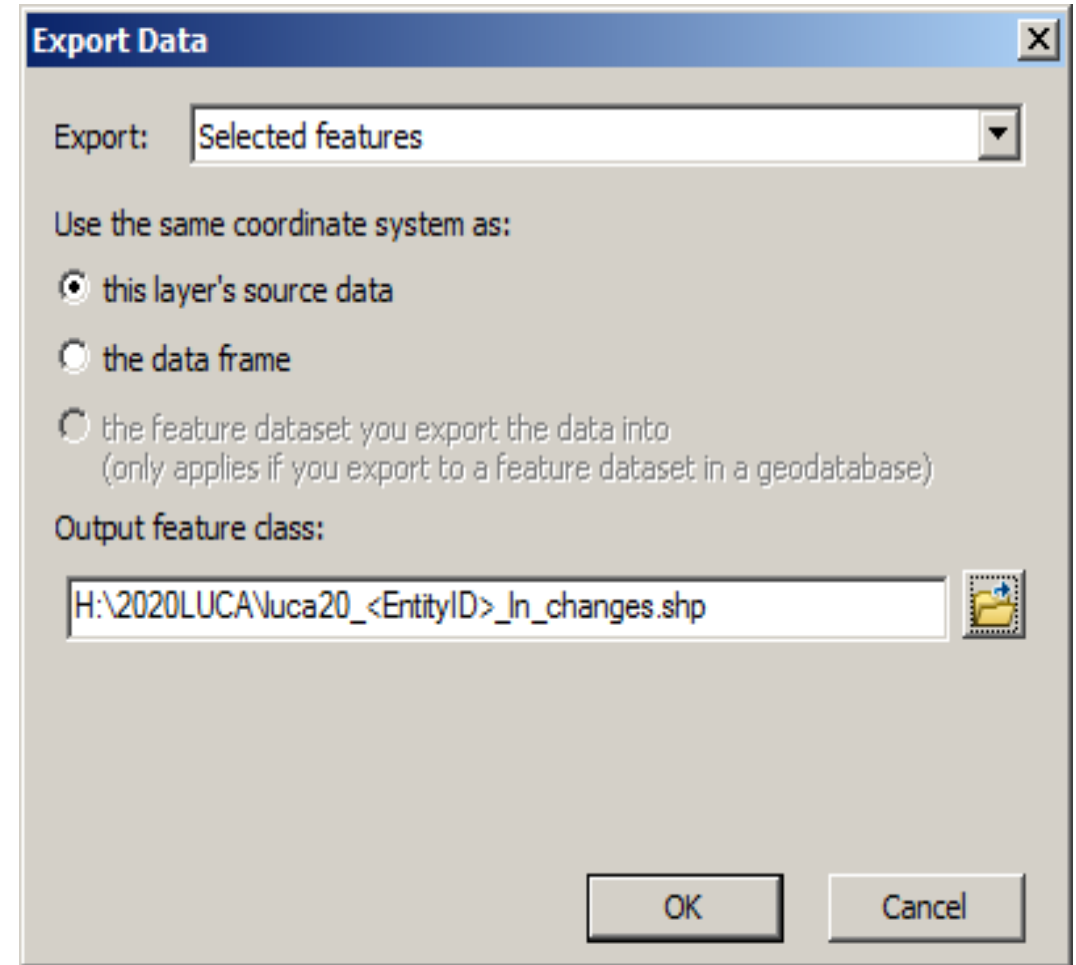 Export Data
Export: Selected features
Use the same coordinate system as:
this layer's source data
the data frame
the feature dataset you export the data into
(only applies if you export to a feature dataset in a geodatabase)
Output feature class:
H:\2020LUCA\luca20_<EntityID>_ln_changes.shp
OK Cancel